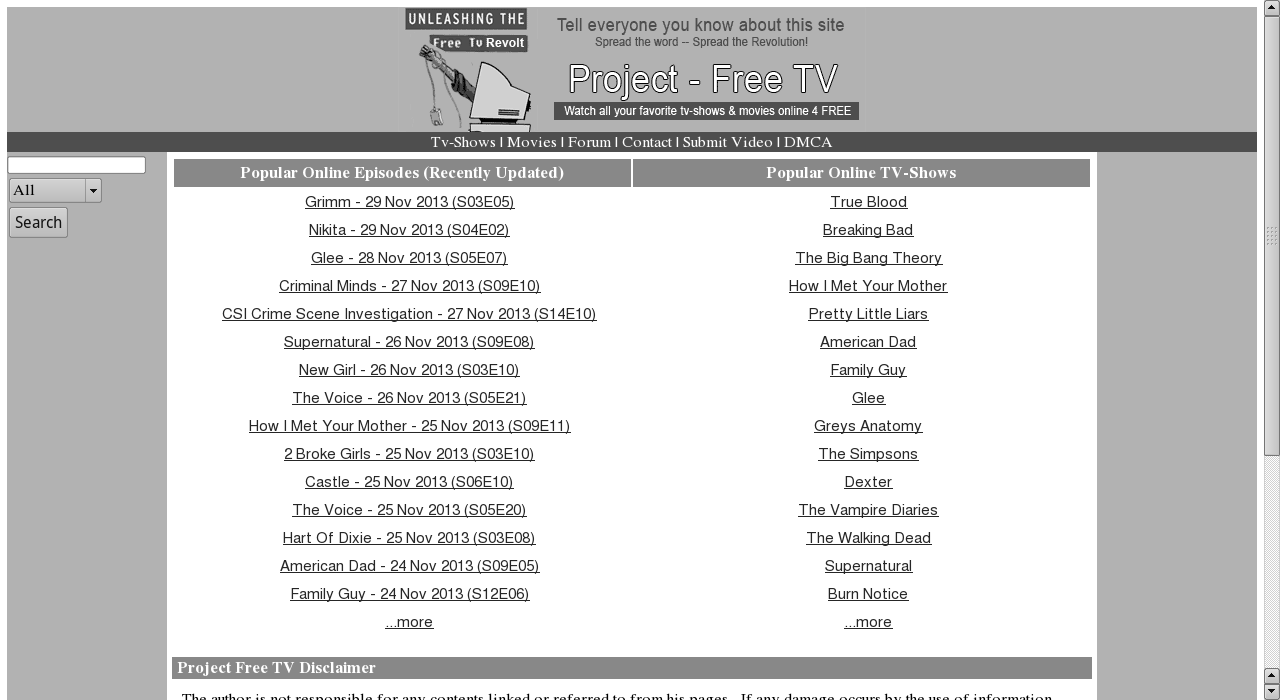 UNLEASHING THE
Free Tv Revolt
Tell everyone you know about this site
Spread the word -- Spread the Revolution!
Project - Free TV
Watch all your favorite tv-shows & movies online 4 FREE
Tv-Shows | Movies | Forum | Contact | Submit Video | DMCA
All
Search
Popular Online Episodes (Recently Updated)
Grimm - 29 Nov 2013 (S03E05)
Nikita - 29 Nov 2013 (S04E02)
Glee - 28 Nov 2013 (S05E07)
Criminal Minds - 27 Nov 2013 (S09E10)
CSI Crime Scene Investigation - 27 Nov 2013 (S14E10)
Supernatural - 26 Nov 2013 (S09E08)
New Girl - 26 Nov 2013 (S03E10)
The Voice - 26 Nov 2013 (S05E21)
How I Met Your Mother - 25 Nov 2013 (S09E11)
2 Broke Girls - 25 Nov 2013 (S03E10)
Castle - 25 Nov 2013 (S06E10)
The Voice - 25 Nov 2013 (S05E20)
Hart Of Dixie - 25 Nov 2013 (S03E08)
American Dad - 24 Nov 2013 (S09E05)
Family Guy - 24 Nov 2013 (S12E06)
...more
Popular Online TV-Shows
True Blood
Breaking Bad
The Big Bang Theory
How I Met Your Mother
Pretty Little Liars
American Dad
Family Guy
Glee
Greys Anatomy
The Simpsons
Dexter
The Vampire Diaries
The Walking Dead
Supernatural
Burn Notice
...more
Project Free TV Disclaimer
The author is not responsible for any contents linked or referred to from his pages - If any damage occurs by the use of information